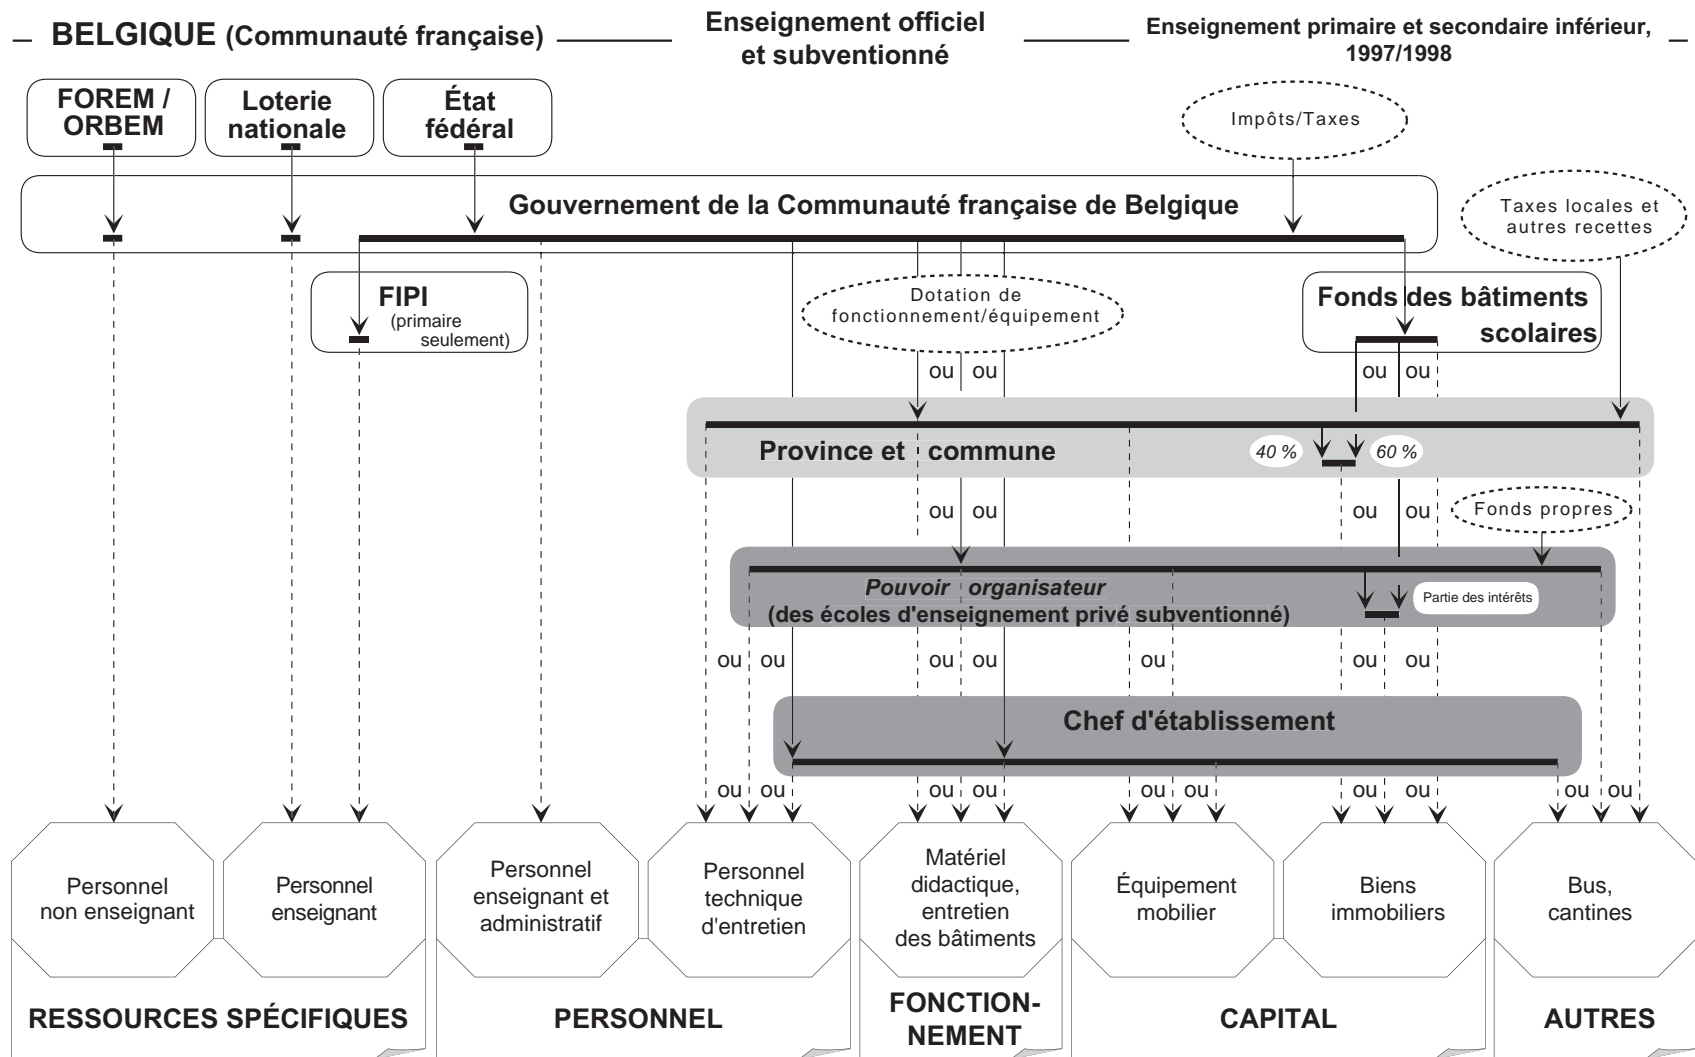 BELGIQUE (Communauté française)
Enseignement officiel
et subventionné
Enseignement primaire et secondaire inférieur,
1997/1998
FOREM /
ORBEM
Loterie
nationale
État
fédéral
Impôts/Taxes
Gouvernement de la Communauté française de Belgique
Taxes locales et
autres recettes
FIPI
(primaire
seulement)
Dotation de
fonctionnement/équipement
Fonds des bâtiments
scolaires
ou ou
ou ou
Province et commune
40 %
60 %
ou ou
ou ou
Fonds propres
Pouvoir organisateur
(des écoles d'enseignement privé subventionné)
Partie des intérêts
ou ou
ou ou
ou
ou ou
Chef d'établissement
ou ou
ou ou
ou ou
ou ou
ou ou
Personnel
non enseignant
Personnel
enseignant
Personnel
enseignant et
administratif
Personnel
technique
d'entretien
Matériel
didactique,
entretien
des bâtiments
Équipement
mobilier
Biens
immobiliers
Bus,
cantines
RESSOURCES SPÉCIFIQUES
PERSONNEL
FONCTION-
NEMENT
CAPITAL
AUTRES